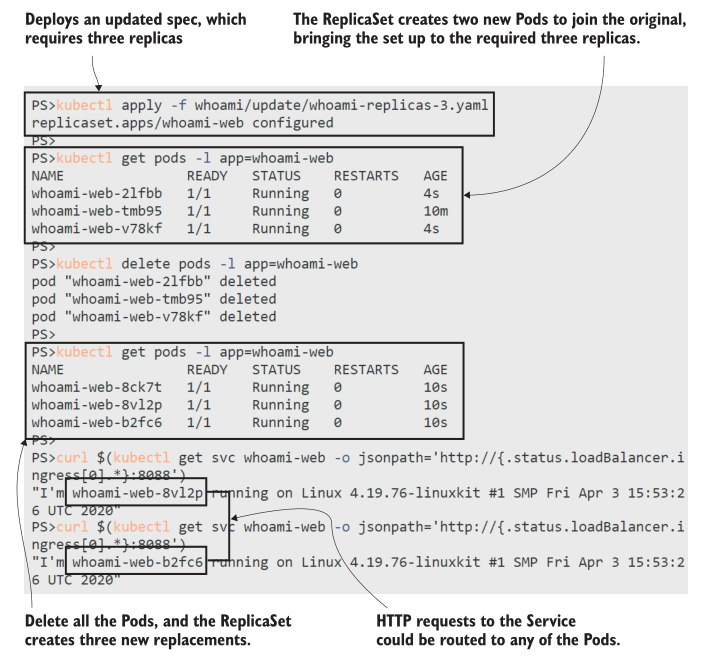 Deploys an updated spec, which
requires three replicas
The ReplicaSet creates two new Pods to join the original,
bringing the set up to the required three replicas.
PS>kubectl apply -f whoami/update/whoami-replicas-3.yaml
replicaset.apps/whoami-web configured
PS>
PS>kubectl get pods -l app=whoami-web
NAME READY STATUS RESTARTS AGE
whoami-web-2lfbb 1/1 Running 0 4s
whoami-web-tmb95 1/1 Running 0 10m
whoami-web-v78kf 1/1 Running 0 4s
PS>
PS>kubectl delete pods -l app=whoami-web
pod "whoami-web-2lfbb" deleted
pod "whoami-web-tmb95" deleted
pod "whoami-web-v78kf" deleted
PS>
PS>kubectl get pods -l app=whoami-web
NAME READY STATUS RESTARTS AGE
whoami-web-8ck7t 1/1 Running 0 10s
whoami-web-8vl2p 1/1 Running 0 10s
whoami-web-b2fc6 1/1 Running 0 10s
PS>
PS>curl $(kubectl get svc whoami-web -o jsonpath='http://{.status.loadBalancer.i
ngress[0].*}:8088')
"I'm whoami-web-8vl2p running on Linux 4.19.76-linuxkit #1 SMP Fri Apr 3 15:53:2
6 UTC 2020"
PS>curl $(kubectl get svc whoami-web -o jsonpath='http://{.status.loadBalancer.i
ngress[0].*}:8088')
"I'm whoami-web-b2fc6 running on Linux 4.19.76-linuxkit #1 SMP Fri Apr 3 15:53:2
6 UTC 2020"
Delete all the Pods, and the ReplicaSet
creates three new replacements.
HTTP requests to the Service
could be routed to any of the Pods.